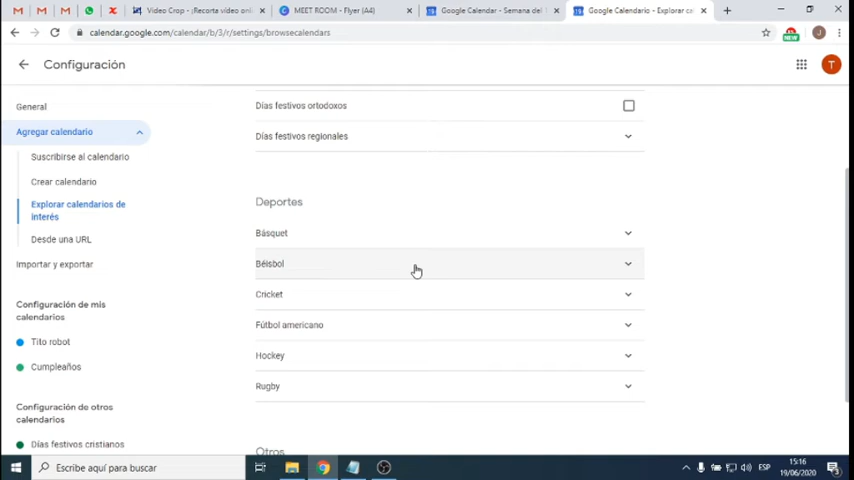 Video Crop - ¡Recorta vídeo onli
MEET ROOM - Flyer (A4)
Google Calendar - Semana del
Google Calendario - Explorar ca
calendar.google.com/calendar/b/3/r/settings/browsecalendars
NEW
J
Configuración
T
General
Agregar calendario
Suscribirse al calendario
Crear calendario
Explorar calendarios de
interés
Desde una URL
Importar y exportar
Configuración de mis
calendarios
Tito robot
Cumpleaños
Configuración de otros
calendarios
Días festivos cristianos
Días festivos ortodoxos
Días festivos regionales
Deportes
Básquet
Béisbol
Cricket
Fútbol americano
Hockey
Rugby
Otros
Escribe aquí para buscar
ESP
15:16
19/06/2020